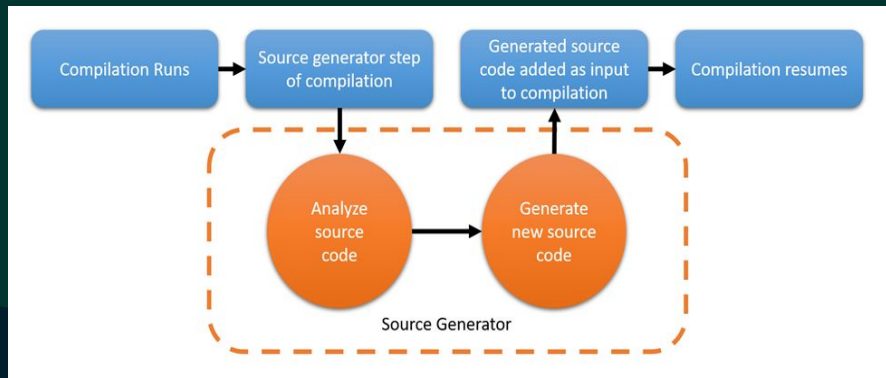 Compilation Runs
Source generator step
of compilation
Generated source
code added as input
to compilation
Compilation resumes
Analyze
source
code
Generate
new source
code
Source Generator